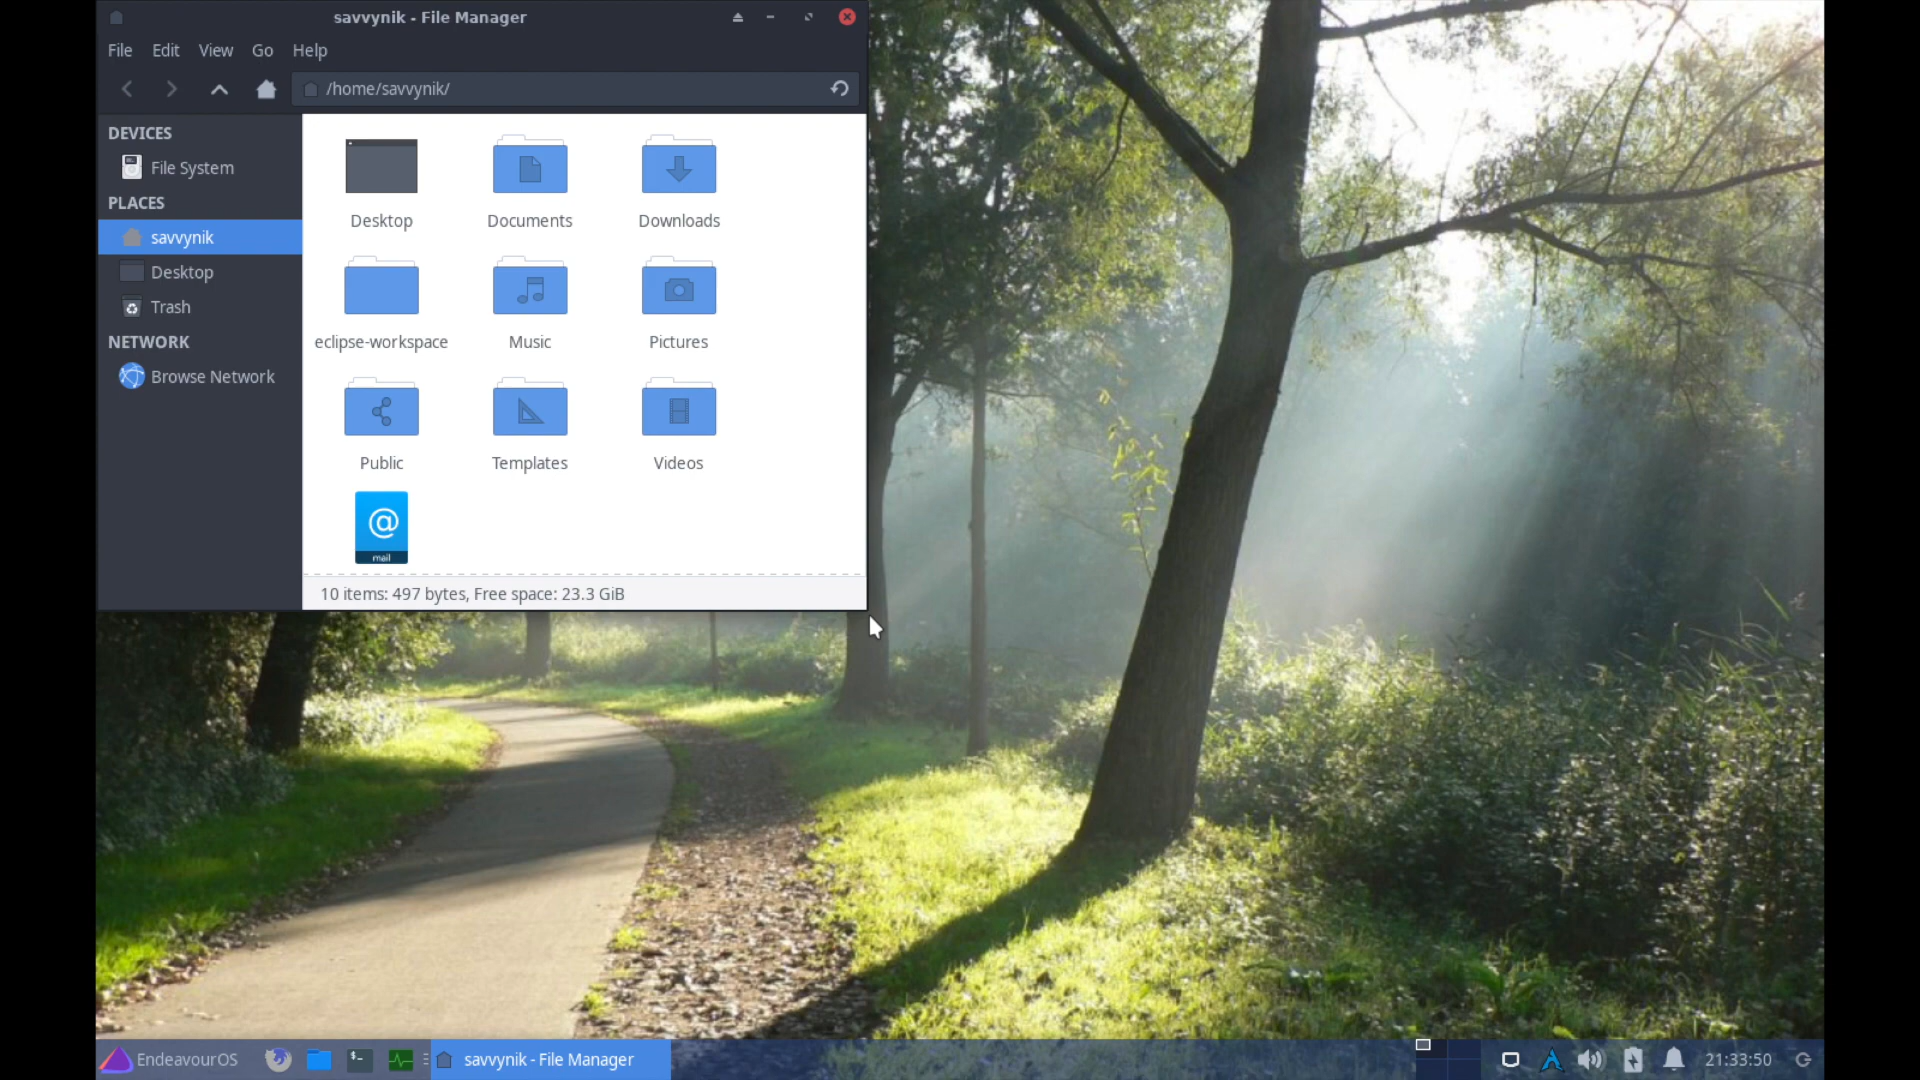 savvynik - File Manager
File Edit View Go Help
/home/savvynik/
DEVICES
File System
PLACES
savvynik
Desktop
Trash
NETWORK
Browse Network
Desktop Documents Downloads
eclipse-workspace Music Pictures
Public Templates Videos
@
mail
10 items: 497 bytes, Free space: 23.3 GiB
EndeavourOS
$-
savvynik - File Manager
21:33:50